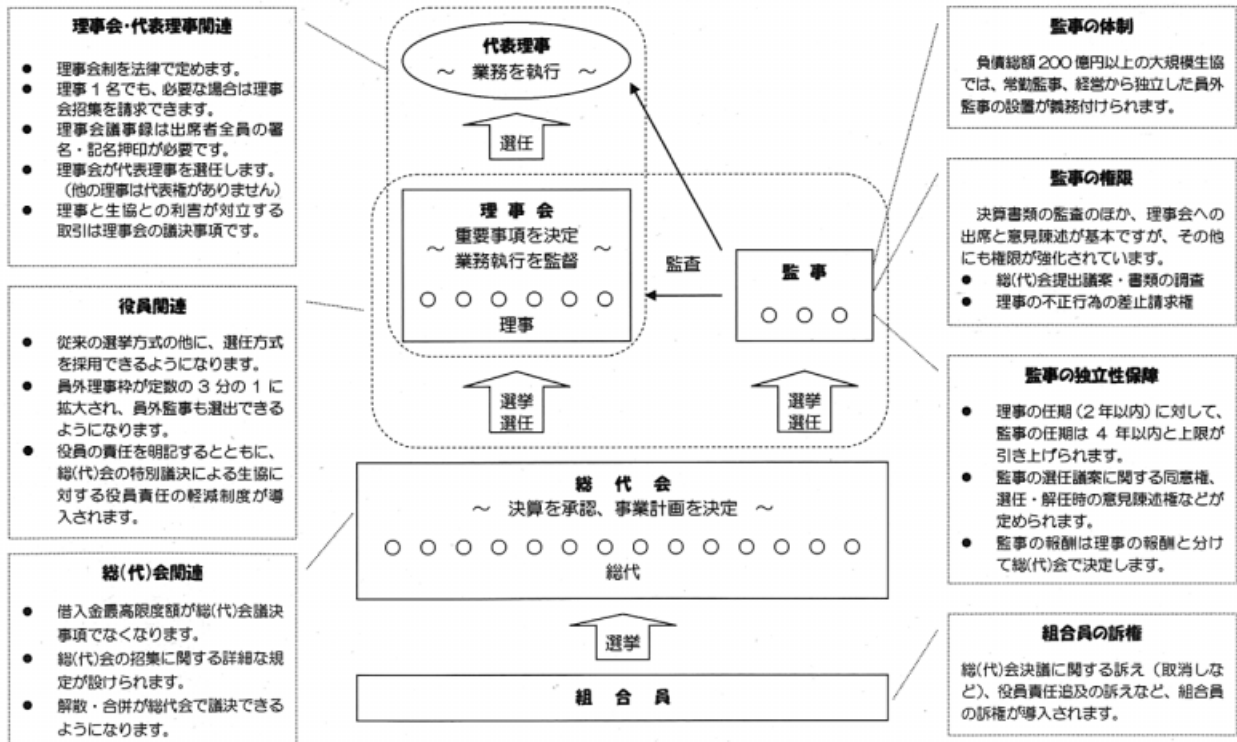 理事会・代表理事関連
● 理事会制を法律で定めます。
● 理事1名でも、必要な場合は理事
会招集を請求できます。
● 理事会議事録は出席者全員の署
名・記名押印が必要です。
● 理事会が代表理事を選任します。
（他の理事は代表権がありません）
● 理事と生協との利害が対立する
取引は理事会の議決事項です。
役員関連
● 従来の選挙方式の他に、選任方式
を採用できるようになります。
● 員外理事枠が定数の3分の1に
拡大され、員外監事も選出できる
ようになります。
● 役員の責任を明記するとともに、
総(代)会の特別議決による生協に
対する役員責任の軽減制度が導
入されます。
総(代)会関連
● 借入金最高限度額が総(代)会議決
事項でなくなります。
● 総(代)会の招集に関する詳細な規
定が設けられます。
● 解散・合併が総代会で議決できる
ようになります。
代表理事
～ 業務を執行 ～
選任
理事会
～ 重要事項を決定 ～
業務執行を監督
○ ○ ○ ○ ○ ○
理事
監査
監事
○ ○ ○
選挙
選任
選挙
選任
総代会
～ 決算を承認、事業計画を決定 ～
○ ○ ○ ○ ○ ○ ○ ○ ○ ○ ○ ○ ○ ○ ○
総代
選挙
組合員
監事の体制
負債総額200億円以上の大規模生協
では、常勤監事、経営から独立した員外
監事の設置が義務付けられます。
監事の権限
決算書類の監査のほか、理事会への
出席と意見陳述が基本ですが、その他
にも権限が強化されています。
● 総(代)会提出議案・書類の調査
● 理事の不正行為の差止請求権
監事の独立性保障
● 理事の任期(2年以内)に対して、
監事の任期は4年以内と上限が
引き上げられます。
● 監事の選任議案に関する同意権、
選任・解任時の意見陳述権などが
定められます。
● 監事の報酬は理事の報酬と分け
て総(代)会で決定します。
組合員の訴権
総(代)会決議に関する訴え（取消しな
ど）、役員責任追及の訴えなど、組合員
の訴権が導入されます。